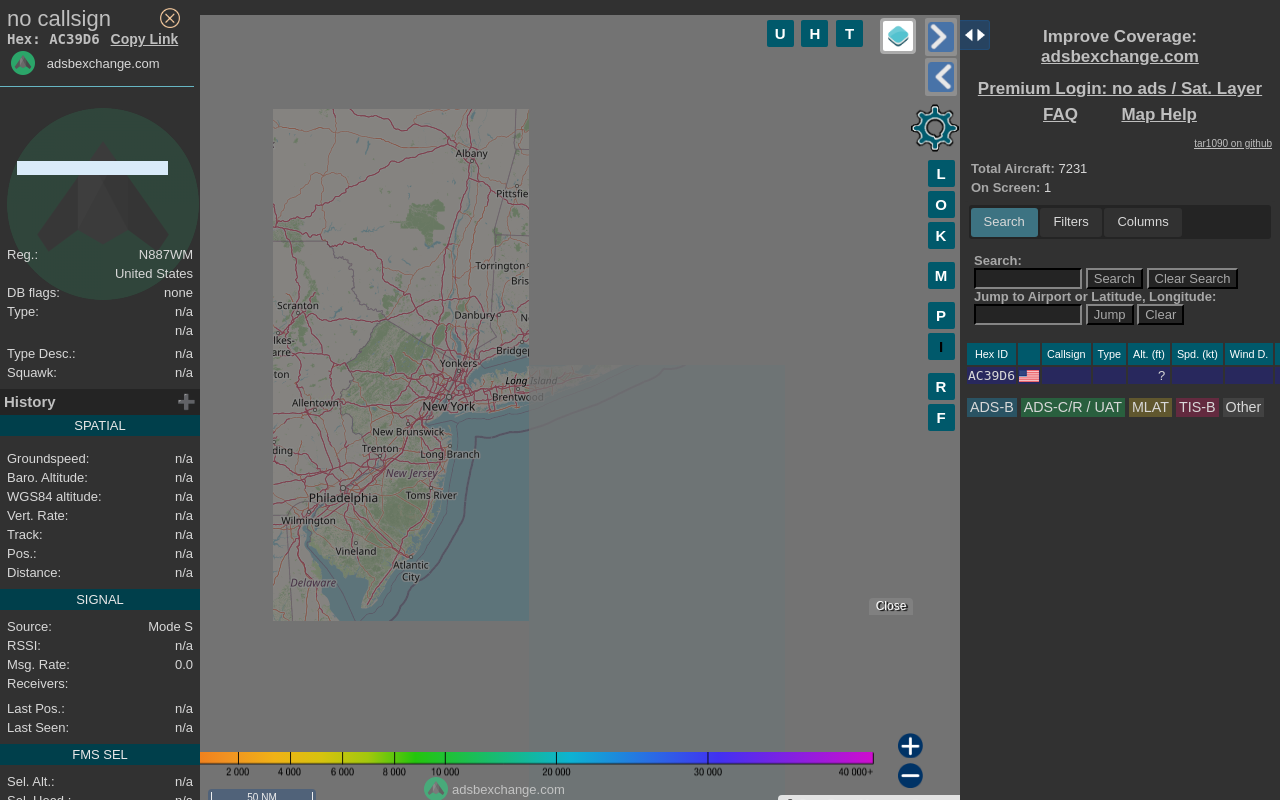 no callsign
Hex: AC39D6 Copy Link
adsbexchange.com
Reg.: N887WM
United States
DB flags: none
Type: n/a
n/a
Type Desc.: n/a
Squawk: n/a
History
SPATIAL
Groundspeed: n/a
Baro. Altitude: n/a
WGS84 altitude: n/a
Vert. Rate: n/a
Track: n/a
Pos.: n/a
Distance: n/a
SIGNAL
Source: Mode S
RSSI: n/a
Msg. Rate: 0.0
Receivers:
Last Pos.: n/a
Last Seen: n/a
FMS SEL
Sel. Alt.: n/a
Sel. Head.: n/a
U H T
L
O
K
M
P
I
R
F
Albany
Pittsfie
Torrington
Bris
Scranton
Danbury
N
lkes-
arre
Bridgep
Yonkers
ton
Long Island
Brentwood
Allentown
New York
New Brunswick
ding
Trenton
Long Branch
New Jersey
Philadelphia
Toms River
Wilmington
Vineland
Atlantic
City
Delaware
Close
2 000 4 000 6 000 8 000 10 000 20 000 30 000 40 000+
adsbexchange.com
50 NM
Improve Coverage:
adsbexchange.com
Premium Login: no ads / Sat. Layer
FAQ Map Help
tar1090 on github
Total Aircraft: 7231
On Screen: 1
Search Filters Columns
Search:
Search Clear Search
Jump to Airport or Latitude, Longitude:
Jump Clear
Hex ID Callsign Type Alt. (ft) Spd. (kt) Wind D.
AC39D6 ?
ADS-B ADS-C/R / UAT MLAT TIS-B Other